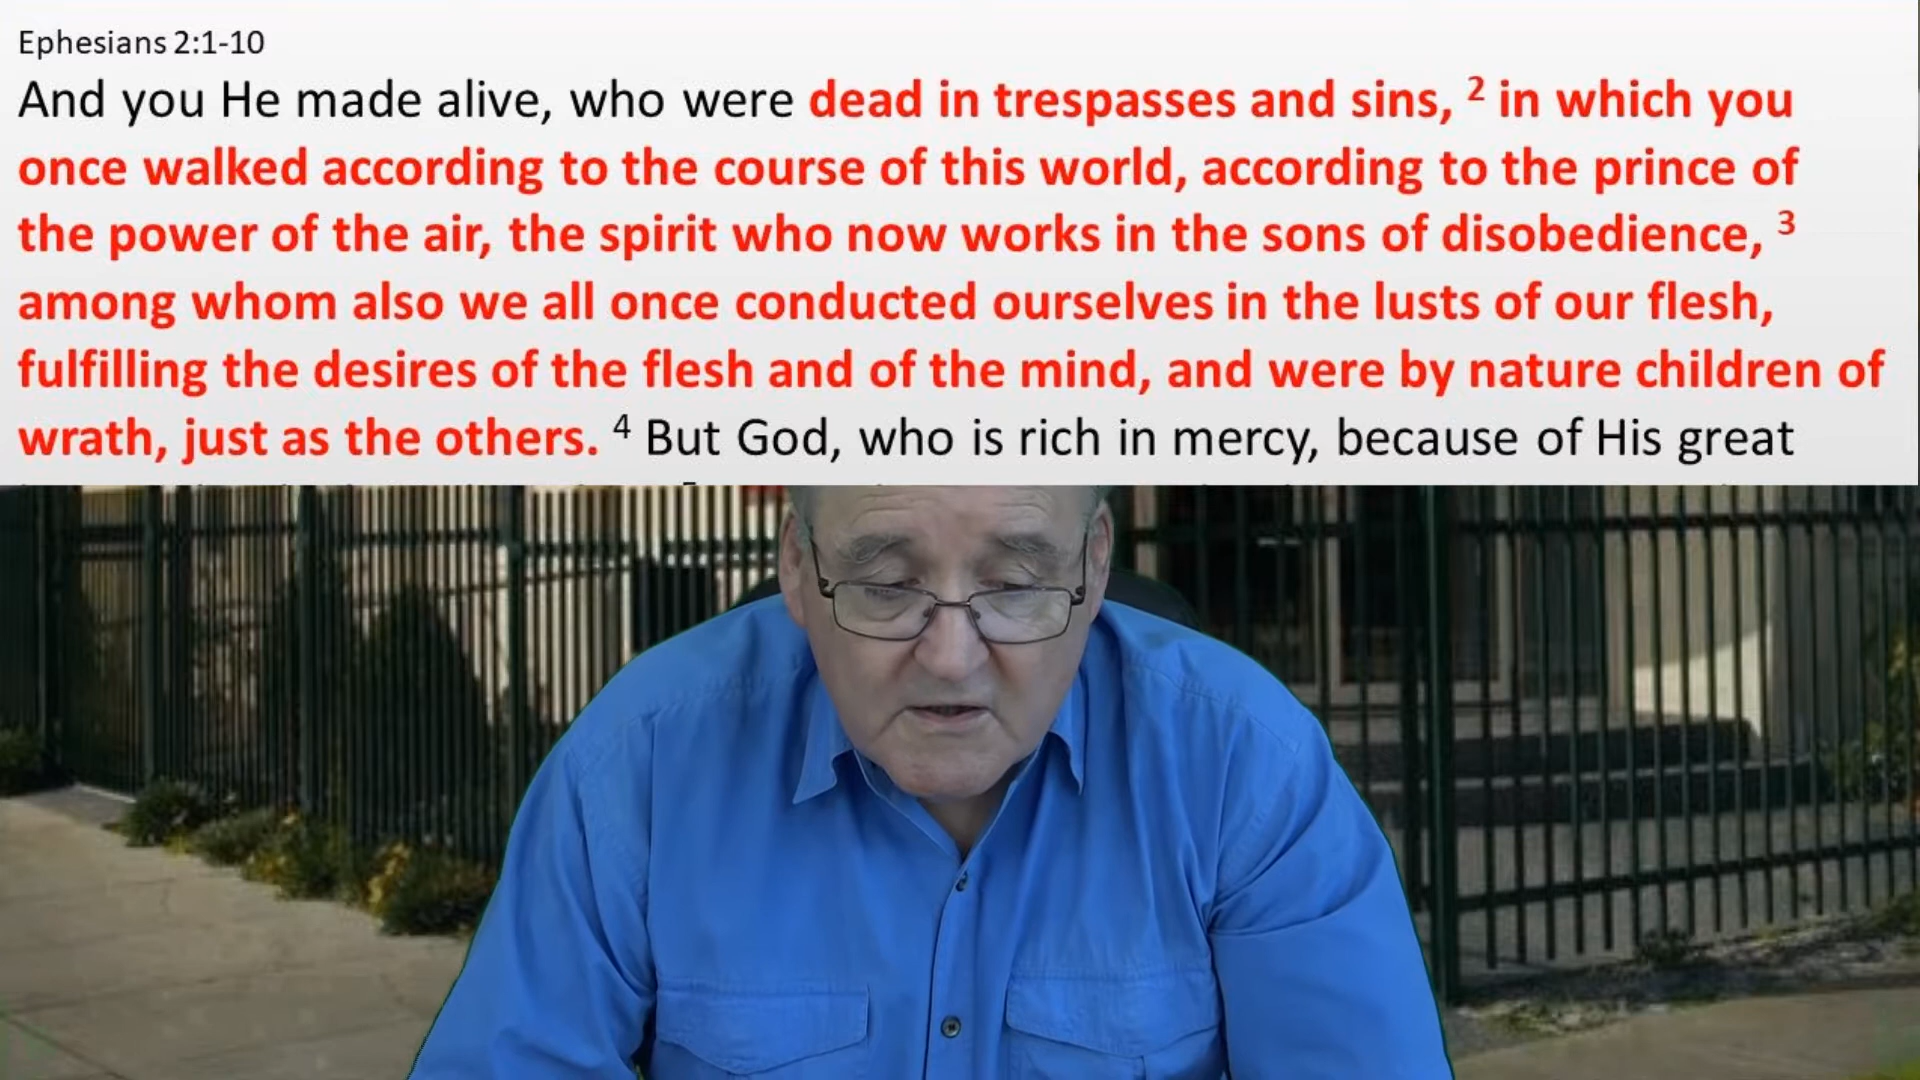 Ephesians 2:1-10
And you He made alive, who were dead in trespasses and sins, 2 in which you
once walked according to the course of this world, according to the prince of
the power of the air, the spirit who now works in the sons of disobedience, 3
among whom also we all once conducted ourselves in the lusts of our flesh,
fulfilling the desires of the flesh and of the mind, and were by nature children of
wrath, just as the others. 4 But God, who is rich in mercy, because of His great